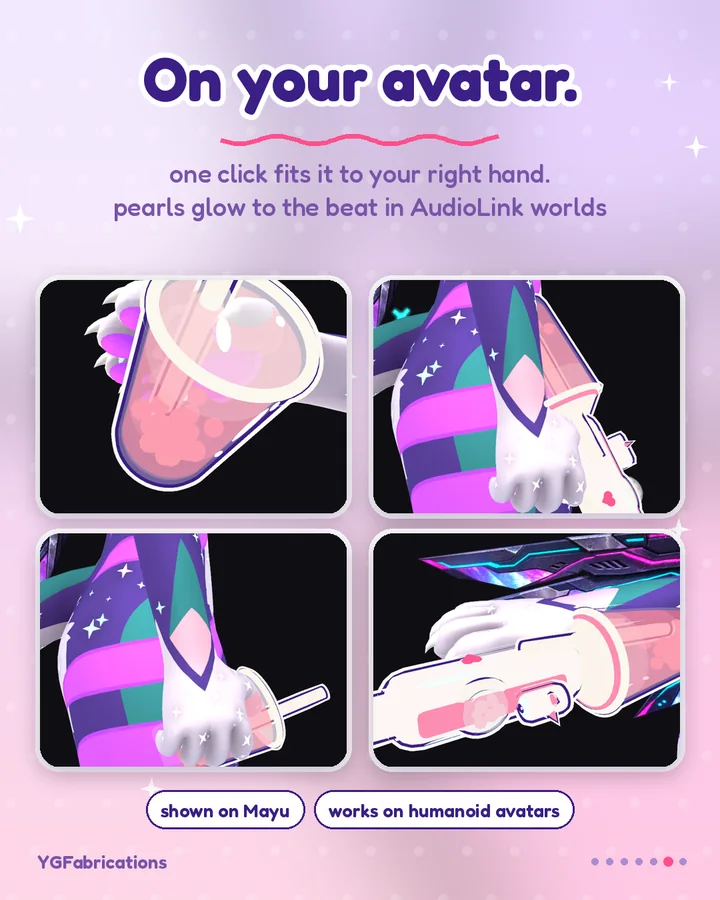 On your avatar.
one click fits it to your right hand.
pearls glow to the beat in AudioLink worlds
shown on Mayu
works on humanoid avatars
YGFabrications